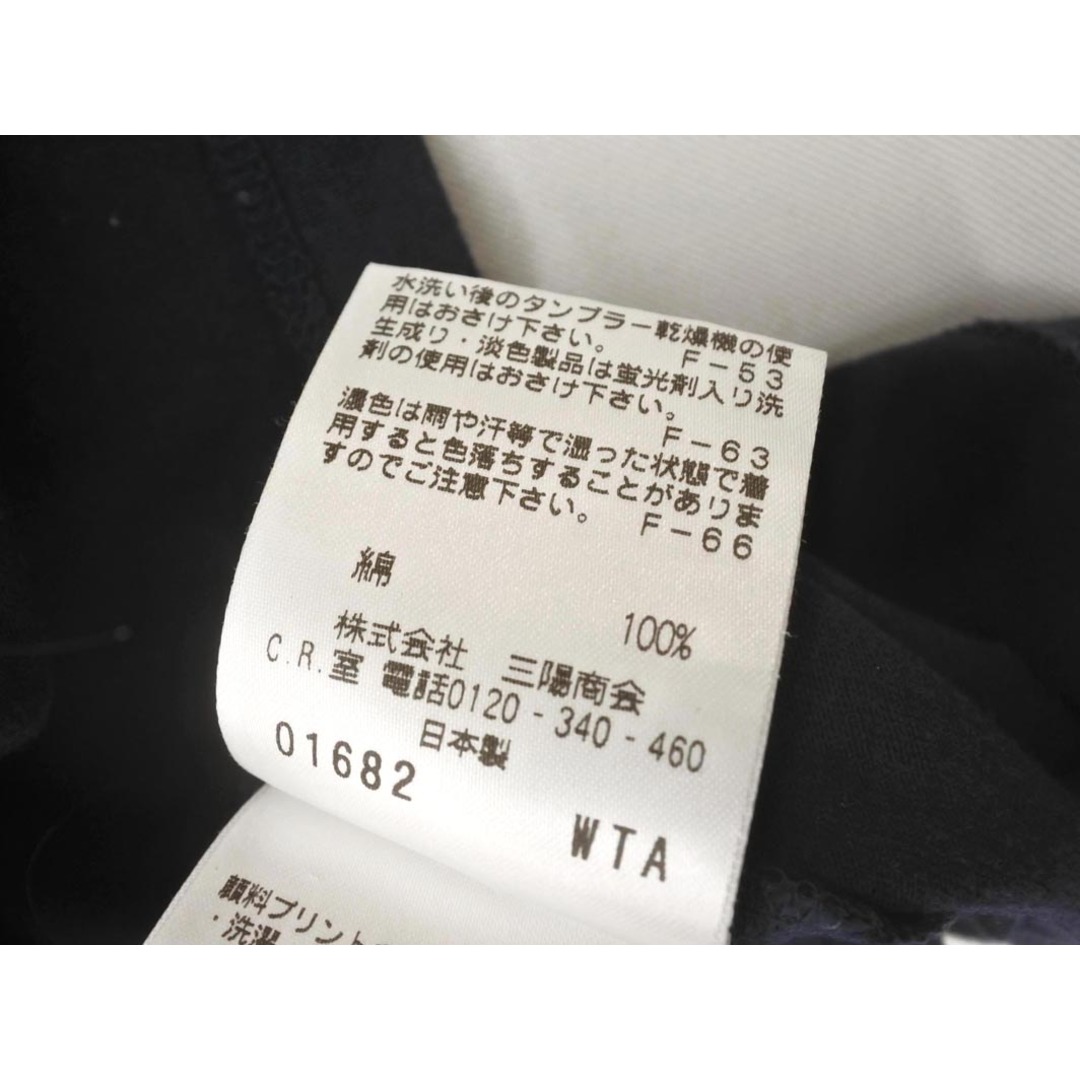 水洗い後のタンブラー乾燥機の使
用はおさけ下さい。 F-53
生成り・淡色製品は蛍光剤入り洗
剤の使用はおさけ下さい。
F-63
濃色は雨や汗等で湿った状態で着
用すると色落ちすることがありま
すのでご注意下さい。 F-66
綿 100%
株式会社 三陽商会
C.R.室 電話0120-340-460
日本製
01682 WTA
顔料プリント
・洗濯